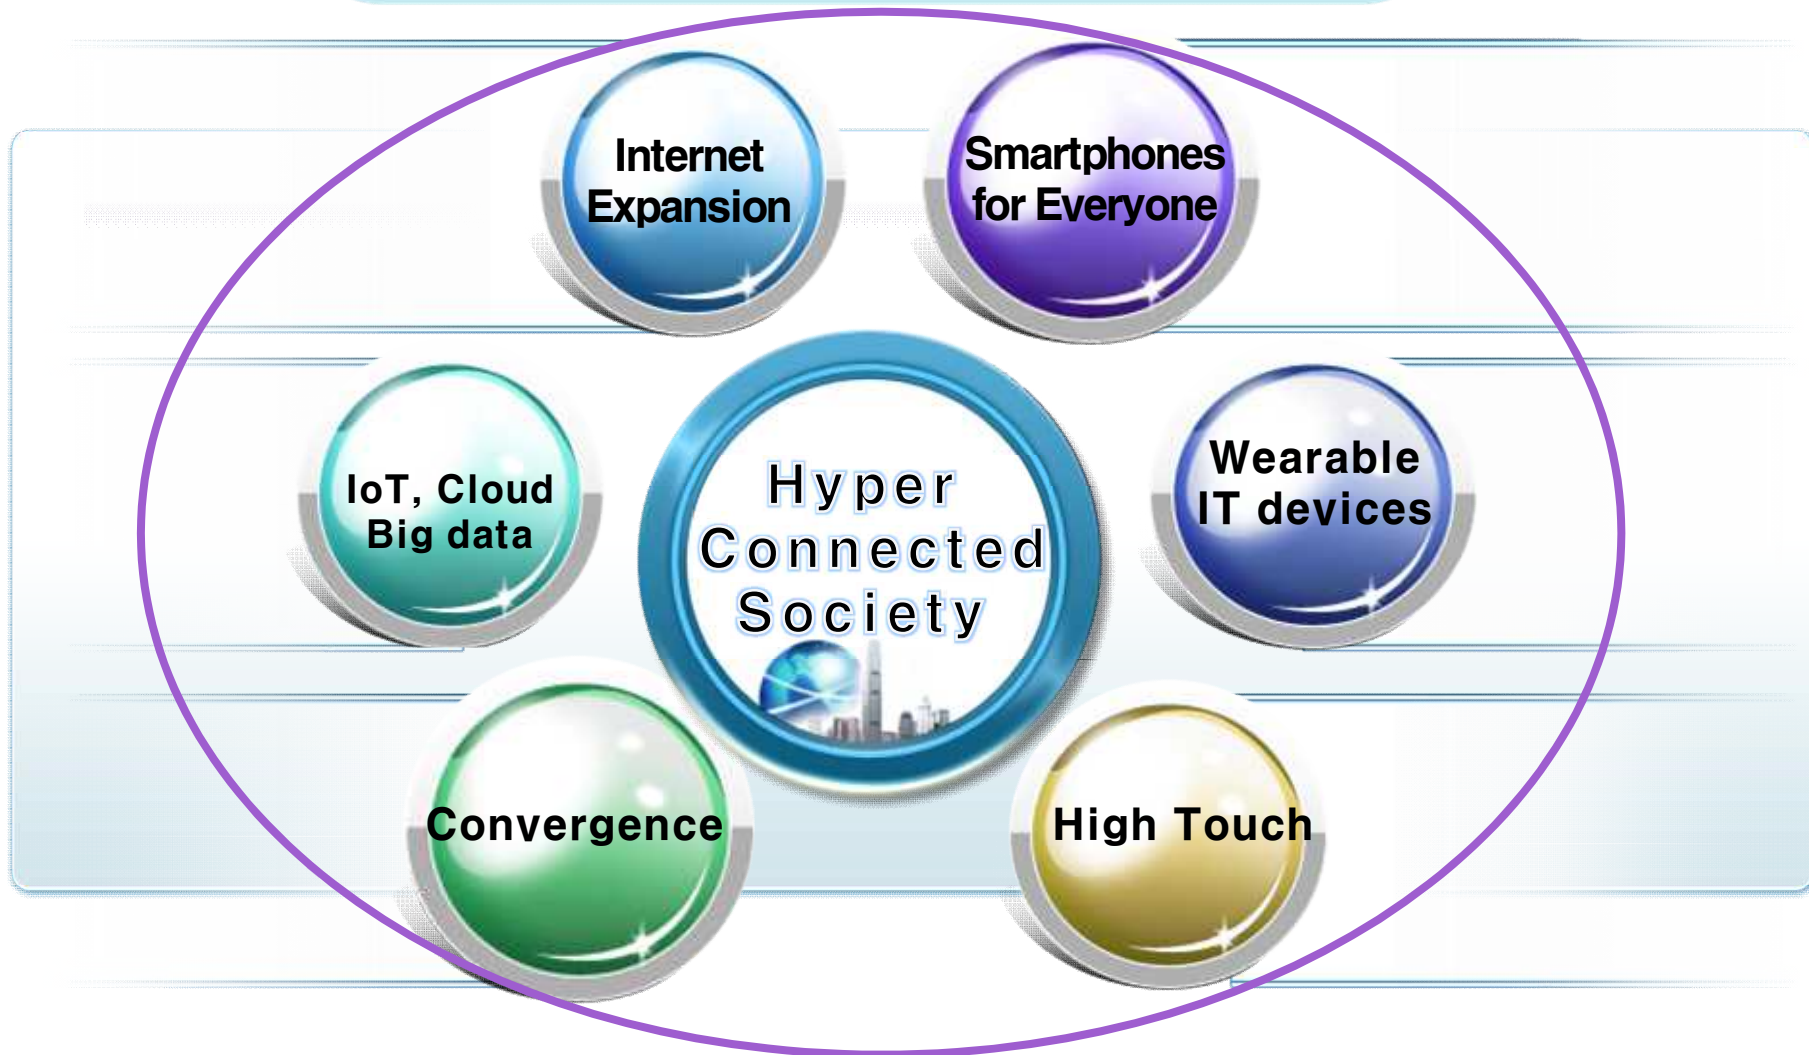 Internet
Expansion
Smartphones
for Everyone
IoT, Cloud
Big data
Hyper
Connected
Society
Wearable
IT devices
Convergence
High Touch